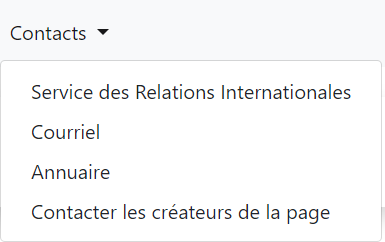 Contacts
Service des Relations Internationales
Courriel
Annuaire
Contacter les créateurs de la page